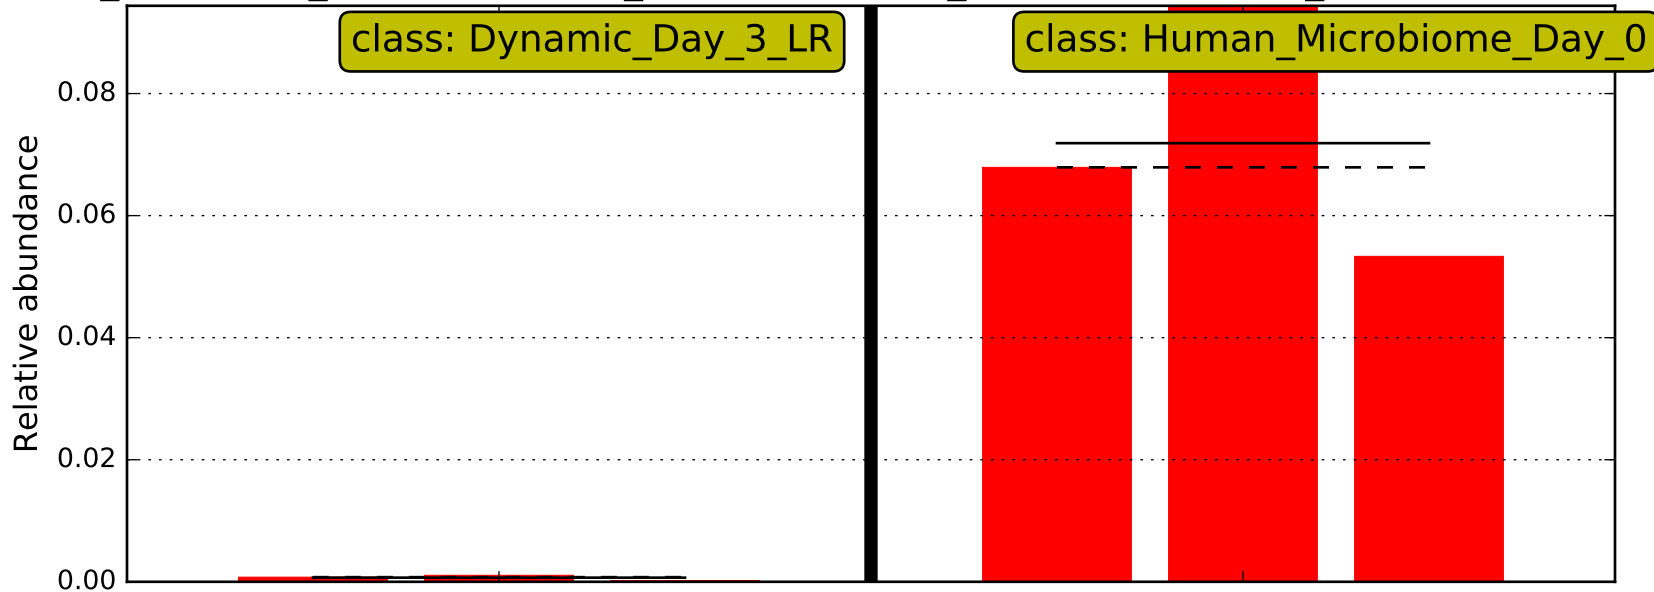 class: Dynamic_Day_3_LR
class: Human_Microbiome_Day_0
Relative abundance
0.08
0.06
0.04
0.02
0.00